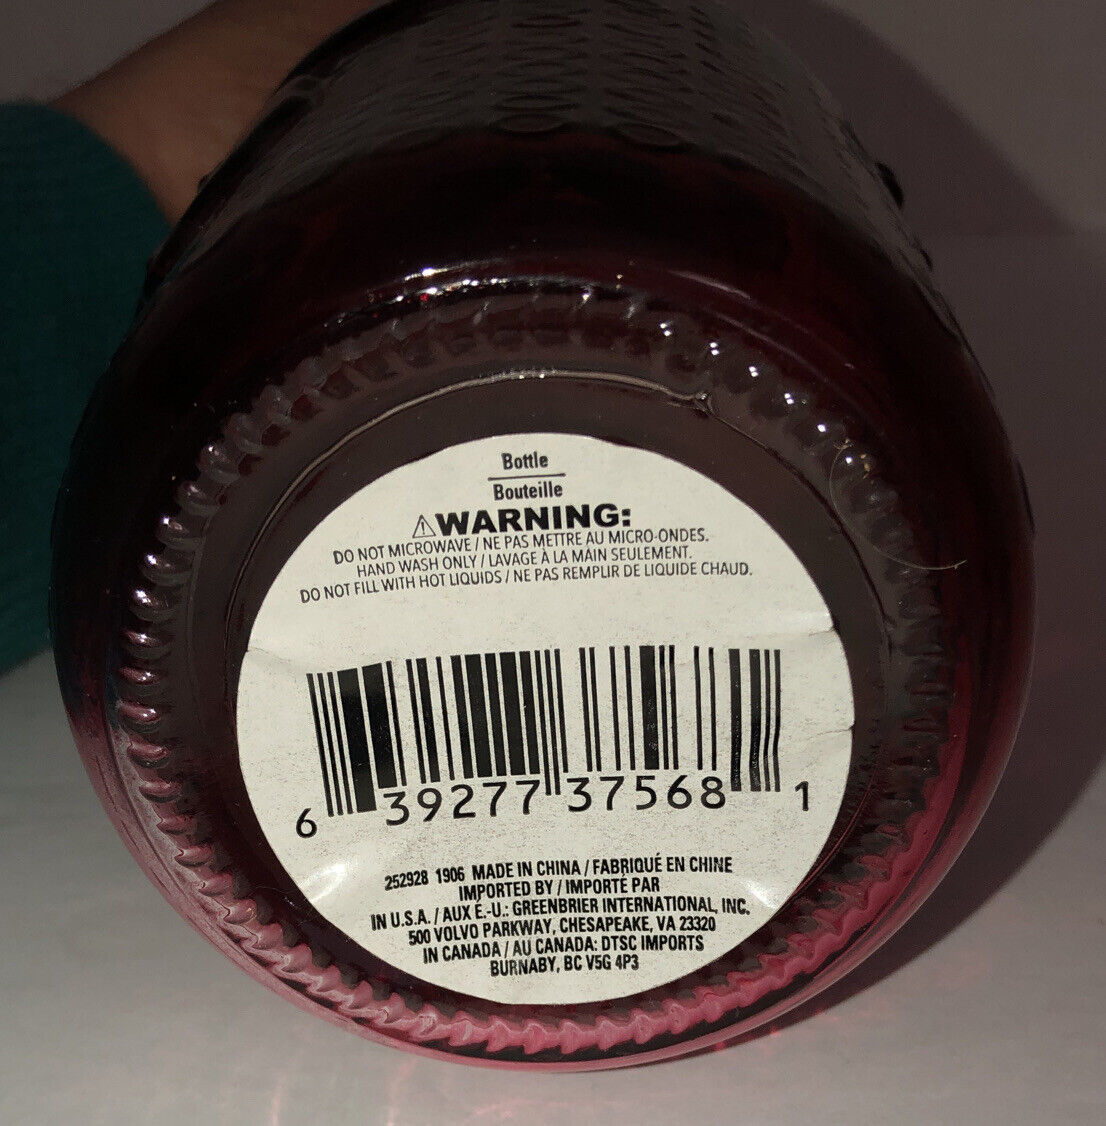 Bottle
Bouteille
⚠WARNING:
DO NOT MICROWAVE / NE PAS METTRE AU MICRO-ONDES.
HAND WASH ONLY / LAVAGE À LA MAIN SEULEMENT.
DO NOT FILL WITH HOT LIQUIDS / NE PAS REMPLIR DE LIQUIDE CHAUD.
6 39277 37568 1
252928 1906 MADE IN CHINA / FABRIQUÉ EN CHINE
IMPORTED BY / IMPORTÉ PAR
IN U.S.A. / AUX É.-U.: GREENBRIER INTERNATIONAL, INC.
500 VOLVO PARKWAY, CHESAPEAKE, VA 23320
IN CANADA / AU CANADA: DTSC IMPORTS
BURNABY, BC V5G 4P3